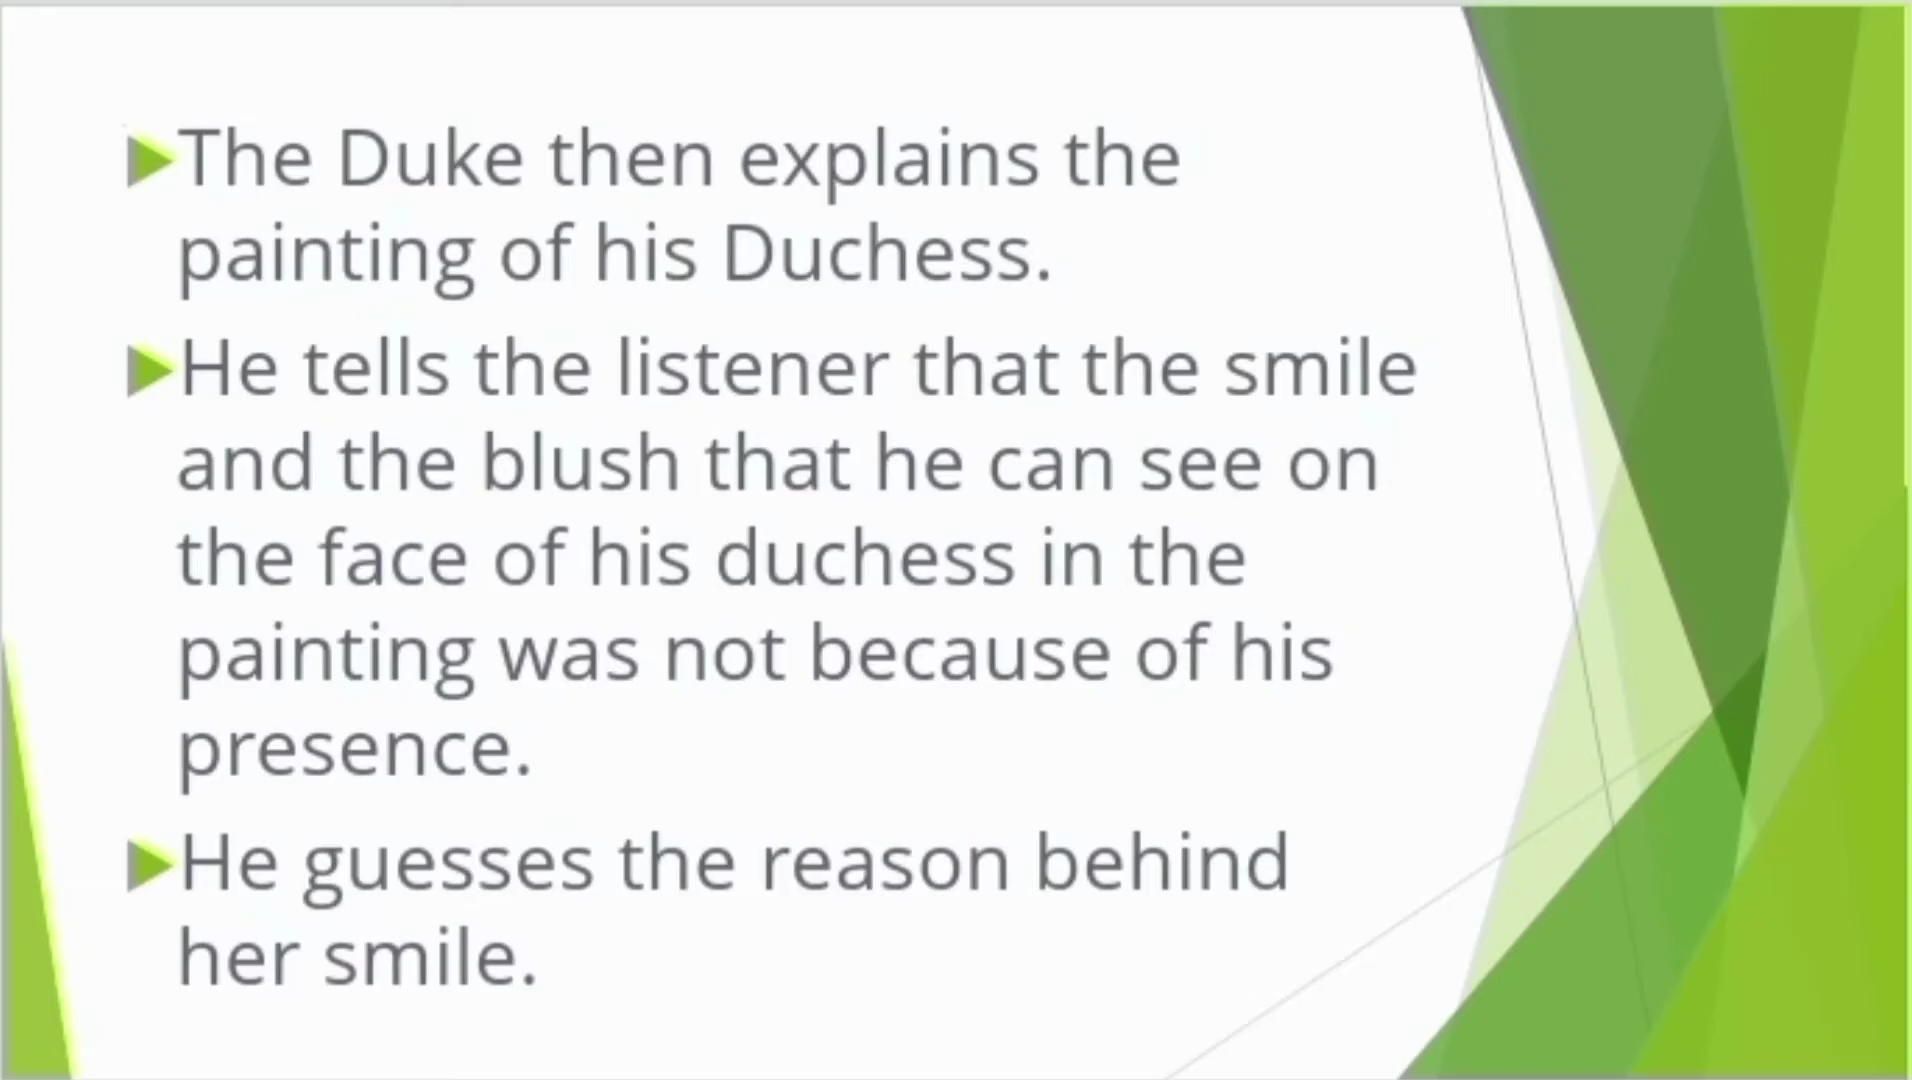 The Duke then explains the
painting of his Duchess.
He tells the listener that the smile
and the blush that he can see on
the face of his duchess in the
painting was not because of his
presence.
He guesses the reason behind
her smile.